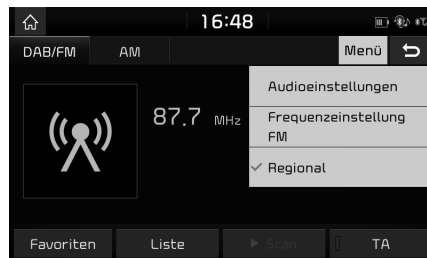 16:48
DAB/FM AM Menü
Audioeinstellungen
87.7 MHz
Frequenzeinstellung
FM
Regional
Favoriten Liste Scan TA